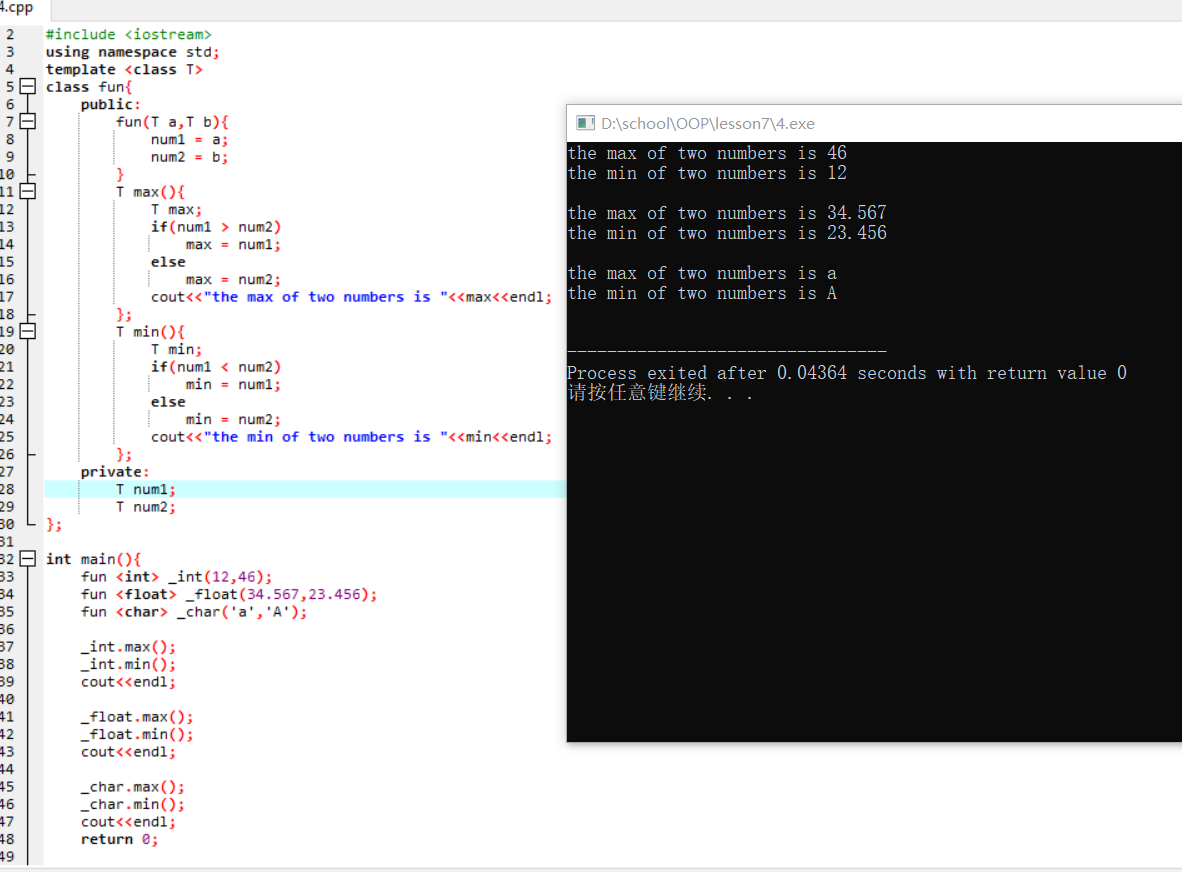 4.cpp
2 #include <iostream>
3 using namespace std;
4 template <class T>
5 class fun{
6 public:
7 fun(T a,T b){
8 num1 = a;
9 num2 = b;
10 }
11 T max(){
12 T max;
13 if(num1 > num2)
14 max = num1;
15 else
16 max = num2;
17 cout<<"the max of two numbers is "<<max<<endl;
18 };
19 T min(){
20 T min;
21 if(num1 < num2)
22 min = num1;
23 else
24 min = num2;
25 cout<<"the min of two numbers is "<<min<<endl;
26 };
27 private:
28 T num1;
29 T num2;
30 };
31
32 int main(){
33 fun <int> _int(12,46);
34 fun <float> _float(34.567,23.456);
35 fun <char> _char('a','A');
36
37 _int.max();
38 _int.min();
39 cout<<endl;
40
41 _float.max();
42 _float.min();
43 cout<<endl;
44
45 _char.max();
46 _char.min();
47 cout<<endl;
48 return 0;
49
D:\school\OOP\lesson7\4.exe
the max of two numbers is 46
the min of two numbers is 12
the max of two numbers is 34.567
the min of two numbers is 23.456
the max of two numbers is a
the min of two numbers is A
--------------------------------
Process exited after 0.04364 seconds with return value 0
请按任意键继续. . .